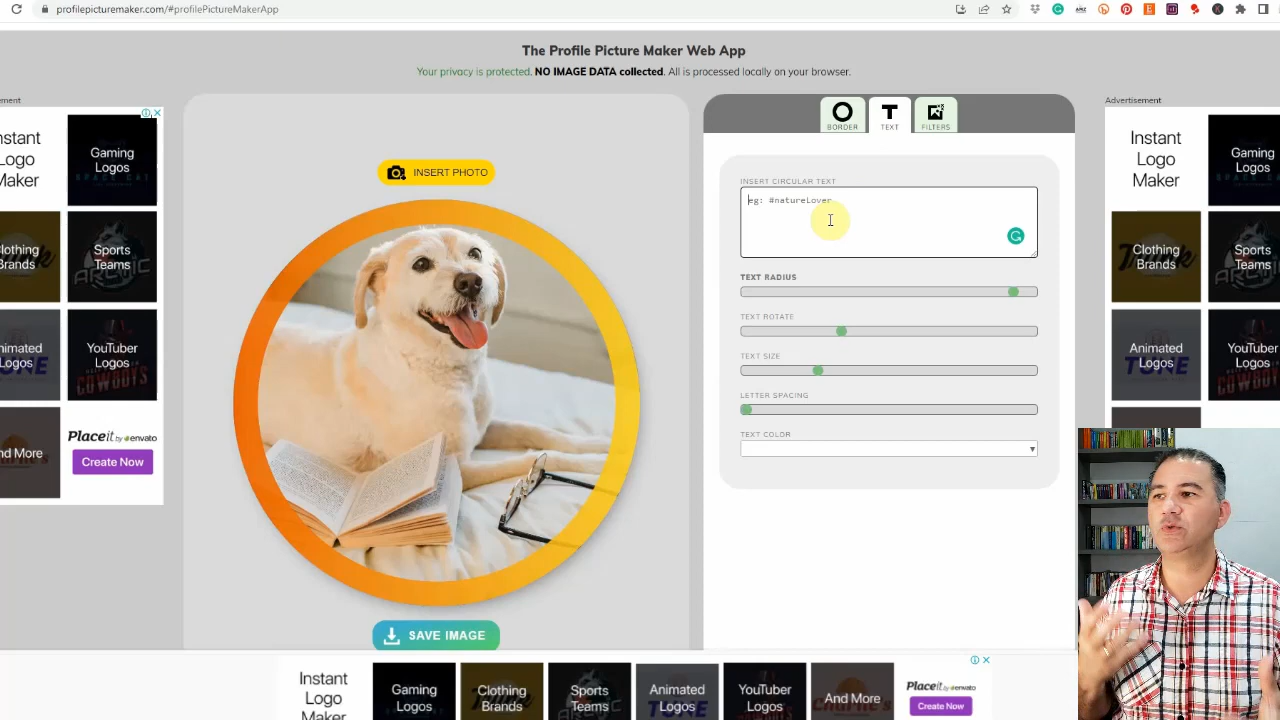 profilepicturemaker.com/#profilePictureMakerApp
The Profile Picture Maker Web App
Your privacy is protected. NO IMAGE DATA collected. All is processed locally on your browser.
Instant
Logo
Maker
Gaming
Logos
Clothing
Brands
Sports
Teams
Animated
Logos
YouTuber
Logos
And More
Placeit by envato
Create Now
INSERT PHOTO
SAVE IMAGE
BORDER
TEXT
FILTERS
INSERT CIRCULAR TEXT
eg: #natureLover
TEXT RADIUS
TEXT ROTATE
TEXT SIZE
LETTER SPACING
TEXT COLOR
Advertisement
Instant
Logo
Maker
Gaming
Logos
Clothing
Brands
Sports
Teams
Animated
Logos
YouTuber
Logos
Instant
Logo
Maker
Gaming
Logos
Clothing
Brands
Sports
Teams
Animated
Logos
YouTuber
Logos
And More
Placeit by envato
Create Now